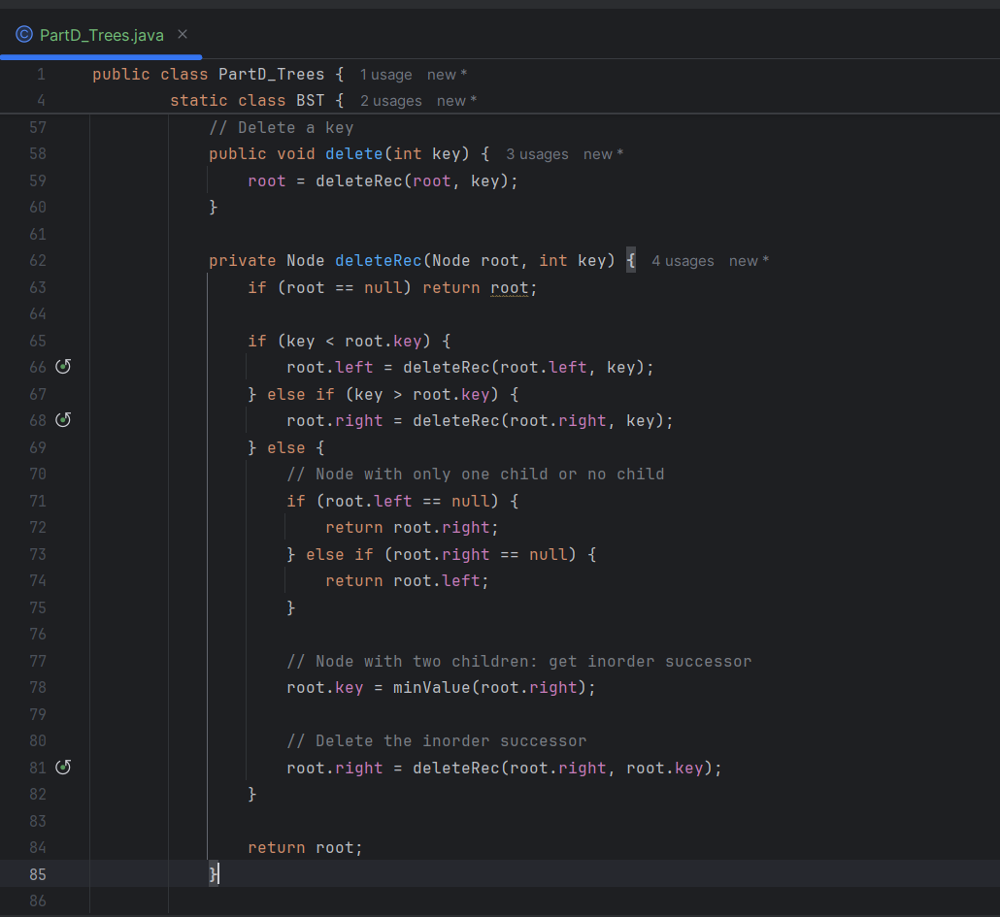 PartD_Trees.java
1 public class PartD_Trees { 1 usage new *
4 static class BST { 2 usages new *
57 // Delete a key
58 public void delete(int key) { 3 usages new *
59 root = deleteRec(root, key);
60 }
61
62 private Node deleteRec(Node root, int key) { 4 usages new *
63 if (root == null) return root;
64
65 if (key < root.key) {
66 root.left = deleteRec(root.left, key);
67 } else if (key > root.key) {
68 root.right = deleteRec(root.right, key);
69 } else {
70 // Node with only one child or no child
71 if (root.left == null) {
72 return root.right;
73 } else if (root.right == null) {
74 return root.left;
75 }
76
77 // Node with two children: get inorder successor
78 root.key = minValue(root.right);
79
80 // Delete the inorder successor
81 root.right = deleteRec(root.right, root.key);
82 }
83
84 return root;
85 }
86